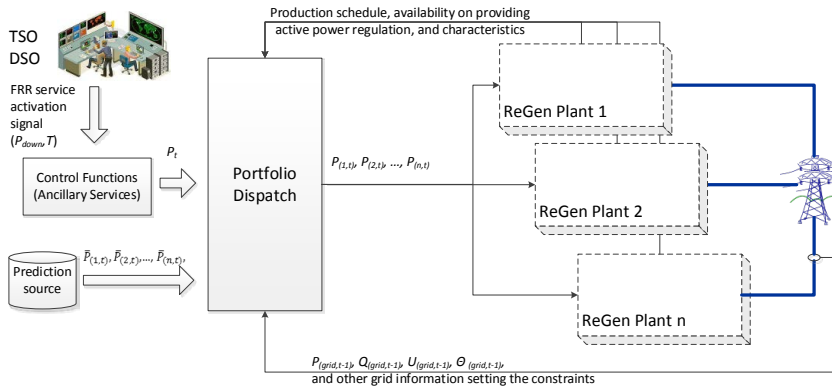 Production schedule, availability on providing
active power regulation, and characteristics
TSO
DSO
FRR service
activation
signal
(P_down, T)
P_t
Control Functions
(Ancillary Services)
Portfolio
Dispatch
P_(1,t), P_(2,t), ..., P_(n,t)
ReGen Plant 1
ReGen Plant 2
ReGen Plant n
P̄_(1,t), P̄_(2,t),..., P̄_(n,t),
Prediction
source
P_(grid,t-1), Q_(grid,t-1), U_(grid,t-1), Θ_(grid,t-1),
and other grid information setting the constraints